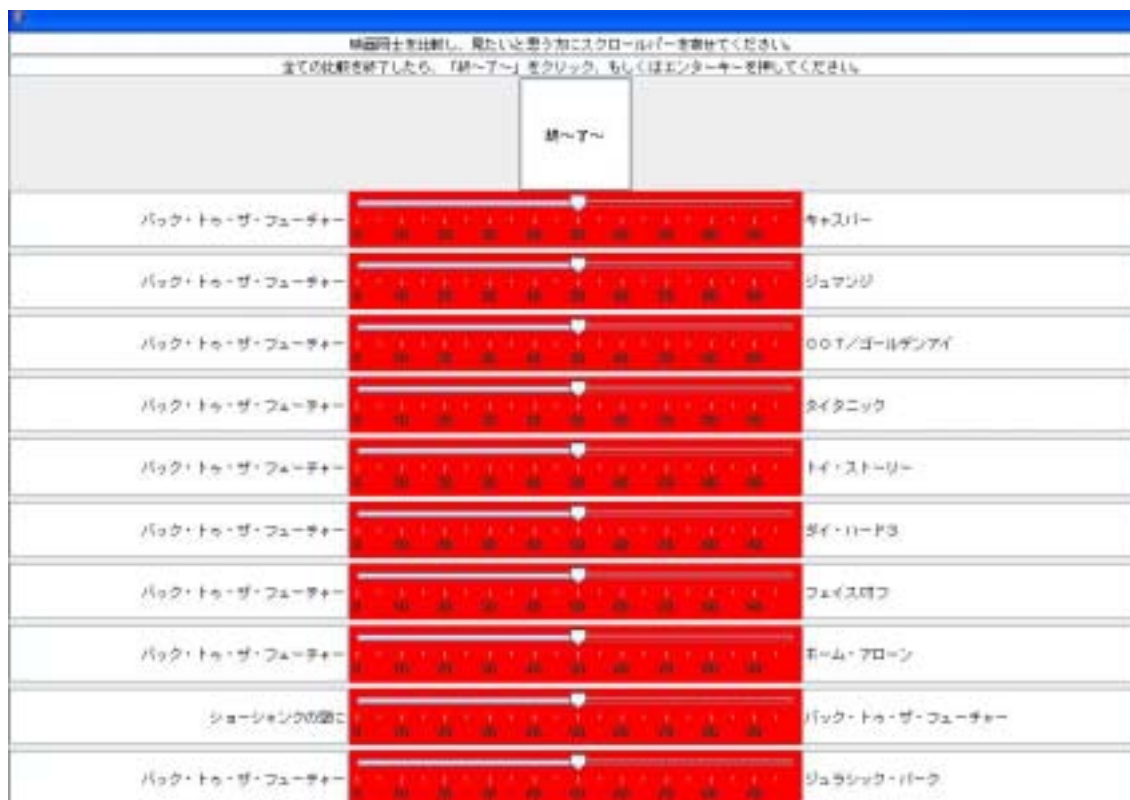 映画同士を比較し、見たいと思う方にスクロールバーを寄せてください。
全ての比較を終了したら、「終〜了〜」をクリック、もしくはエンターキーを押してください。
終〜了〜
バック・トゥ・ザ・フューチャー キャスパー
バック・トゥ・ザ・フューチャー ジュマンジ
バック・トゥ・ザ・フューチャー 007/ゴールデンアイ
バック・トゥ・ザ・フューチャー タイタニック
バック・トゥ・ザ・フューチャー トイ・ストーリー
バック・トゥ・ザ・フューチャー ダイ・ハード3
バック・トゥ・ザ・フューチャー フェイス/オフ
バック・トゥ・ザ・フューチャー ホーム・アローン
ショーシャンクの空に バック・トゥ・ザ・フューチャー
バック・トゥ・ザ・フューチャー ジュラシック・パーク